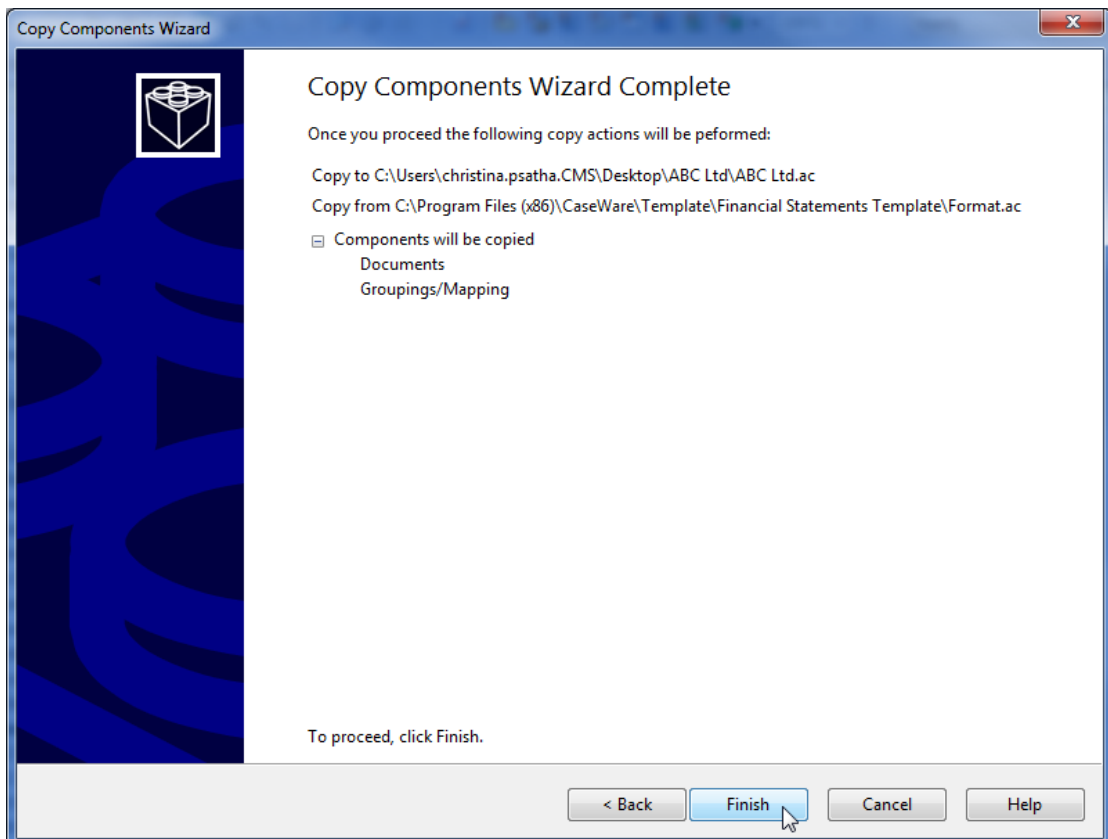 Copy Components Wizard
X
Copy Components Wizard Complete
Once you proceed the following copy actions will be peformed:
Copy to C:\Users\christina.psatha.CMS\Desktop\ABC Ltd\ABC Ltd.ac
Copy from C:\Program Files (x86)\CaseWare\Template\Financial Statements Template\Format.ac
Components will be copied
Documents
Groupings/Mapping
To proceed, click Finish.
< Back Finish Cancel Help